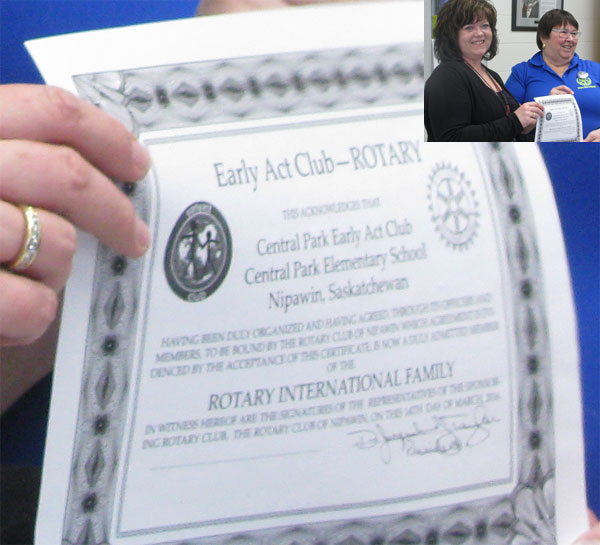 Early Act Club—ROTARY
THIS ACKNOWLEDGES THAT
Central Park Early Act Club
Central Park Elementary School
Nipawin, Saskatchewan
HAVING BEEN DULY ORGANIZED AND HAVING AGREED, THROUGH ITS OFFICERS AND
MEMBERS, TO BE BOUND BY THE ROTARY CLUB OF NIPAWIN WHICH AGREEMENT IS EVI-
DENCED BY THE ACCEPTANCE OF THIS CERTIFICATE, IS NOW A DULY ADMITTED MEMBER
OF THE
ROTARY INTERNATIONAL FAMILY
IN WITNESS HEREOF ARE THE SIGNATURES OF THE REPRESENTATIVES OF THE SPONSOR-
ING ROTARY CLUB, THE ROTARY CLUB OF NIPAWIN, ON THIS 14TH DAY OF MARCH, 2016